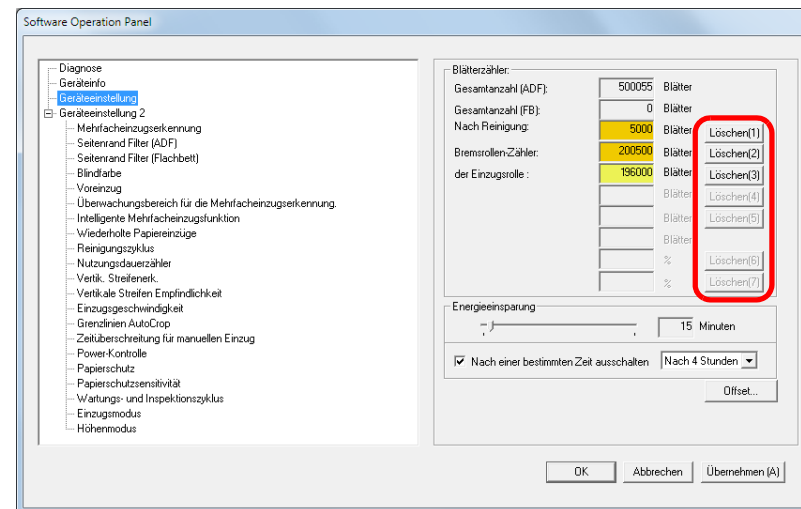 Software Operation Panel
Diagnose
Geräteinfo
Geräteeinstellung
Geräteeinstellung 2
Mehrfacheinzugserkennung
Seitenrand Filter (ADF)
Seitenrand Filter (Flachbett)
Blindfarbe
Voreinzug
Überwachungsbereich für die Mehrfacheinzugserkennung.
Intelligente Mehrfacheinzugsfunktion
Wiederholte Papiereinzüge
Reinigungszyklus
Nutzungsdauerzähler
Vertik. Streifenerk.
Vertikale Streifen Empfindlichkeit
Einzugsgeschwindigkeit
Grenzlinien AutoCrop
Zeitüberschreitung für manuellen Einzug
Power-Kontrolle
Papierschutz
Papierschutzsensitivität
Wartungs- und Inspektionszyklus
Einzugsmodus
Höhenmodus
Blätterzähler:
Gesamtanzahl (ADF): 500055 Blätter
Gesamtanzahl (FB): 0 Blätter
Nach Reinigung: 5000 Blätter Löschen(1)
Bremsrollen-Zähler: 200500 Blätter Löschen(2)
der Einzugsrolle : 196000 Blätter Löschen(3)
Blätter Löschen(4)
Blätter Löschen(5)
Blätter
% Löschen(6)
% Löschen(7)
Energieeinsparung
15 Minuten
Nach einer bestimmten Zeit ausschalten Nach 4 Stunden
Offset...
OK Abbrechen Übernehmen (A)